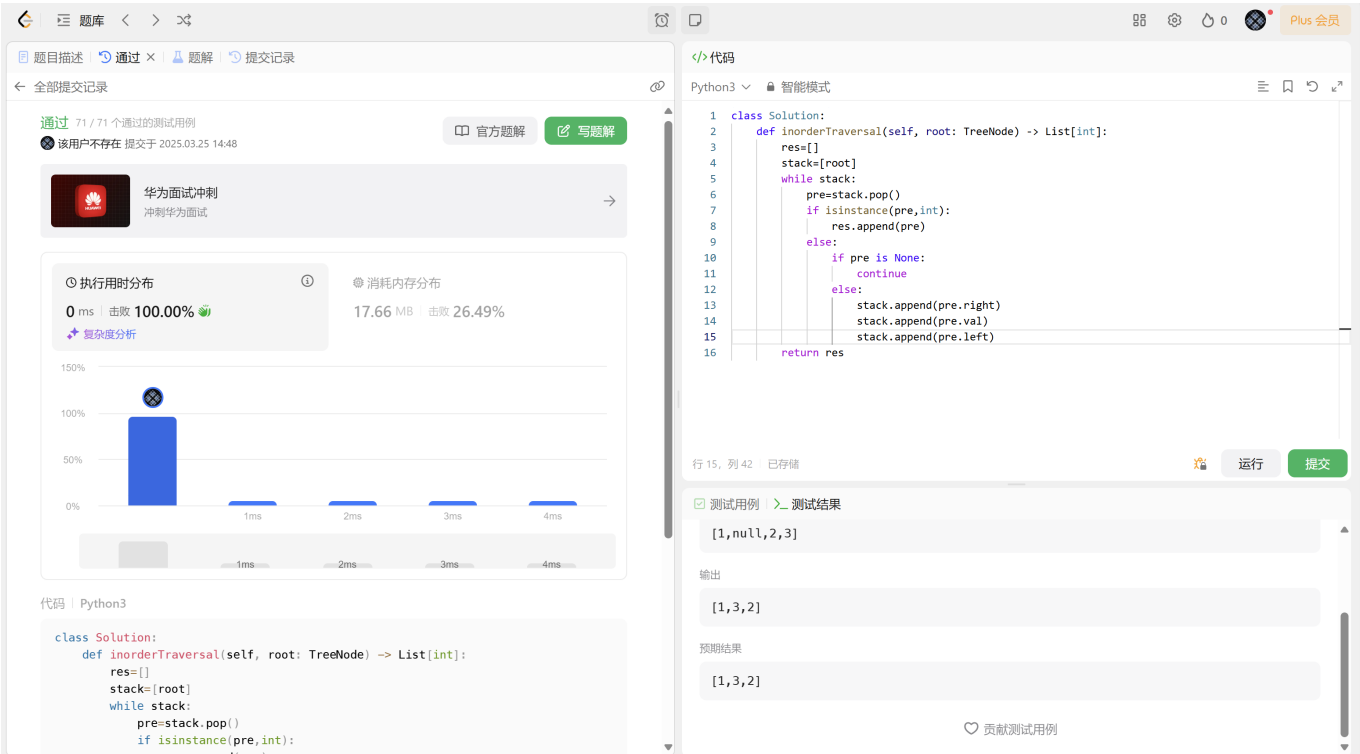 题库
0
Plus 会员
题目描述
通过
题解
提交记录
全部提交记录
通过 71 / 71 个通过的测试用例
该用户不存在 提交于 2025.03.25 14:48
官方题解
写题解
HUAWEI
华为面试冲刺
冲刺华为面试
执行用时分布
0 ms 击败 100.00%
复杂度分析
消耗内存分布
17.66 MB 击败 26.49%
150%
100%
50%
0%
1ms 2ms 3ms 4ms
1ms 2ms 3ms 4ms
代码 Python3
class Solution:
    def inorderTraversal(self, root: TreeNode) -> List[int]:
        res=[]
        stack=[root]
        while stack:
            pre=stack.pop()
            if isinstance(pre,int):
</>代码
Python3 智能模式
1 class Solution:
2     def inorderTraversal(self, root: TreeNode) -> List[int]:
3         res=[]
4         stack=[root]
5         while stack:
6             pre=stack.pop()
7             if isinstance(pre,int):
8                 res.append(pre)
9             else:
10                 if pre is None:
11                     continue
12                 else:
13                     stack.append(pre.right)
14                     stack.append(pre.val)
15                     stack.append(pre.left)
16         return res
行 15，列 42 已存储
运行
提交
测试用例
测试结果
[1,null,2,3]
输出
[1,3,2]
预期结果
[1,3,2]
贡献测试用例